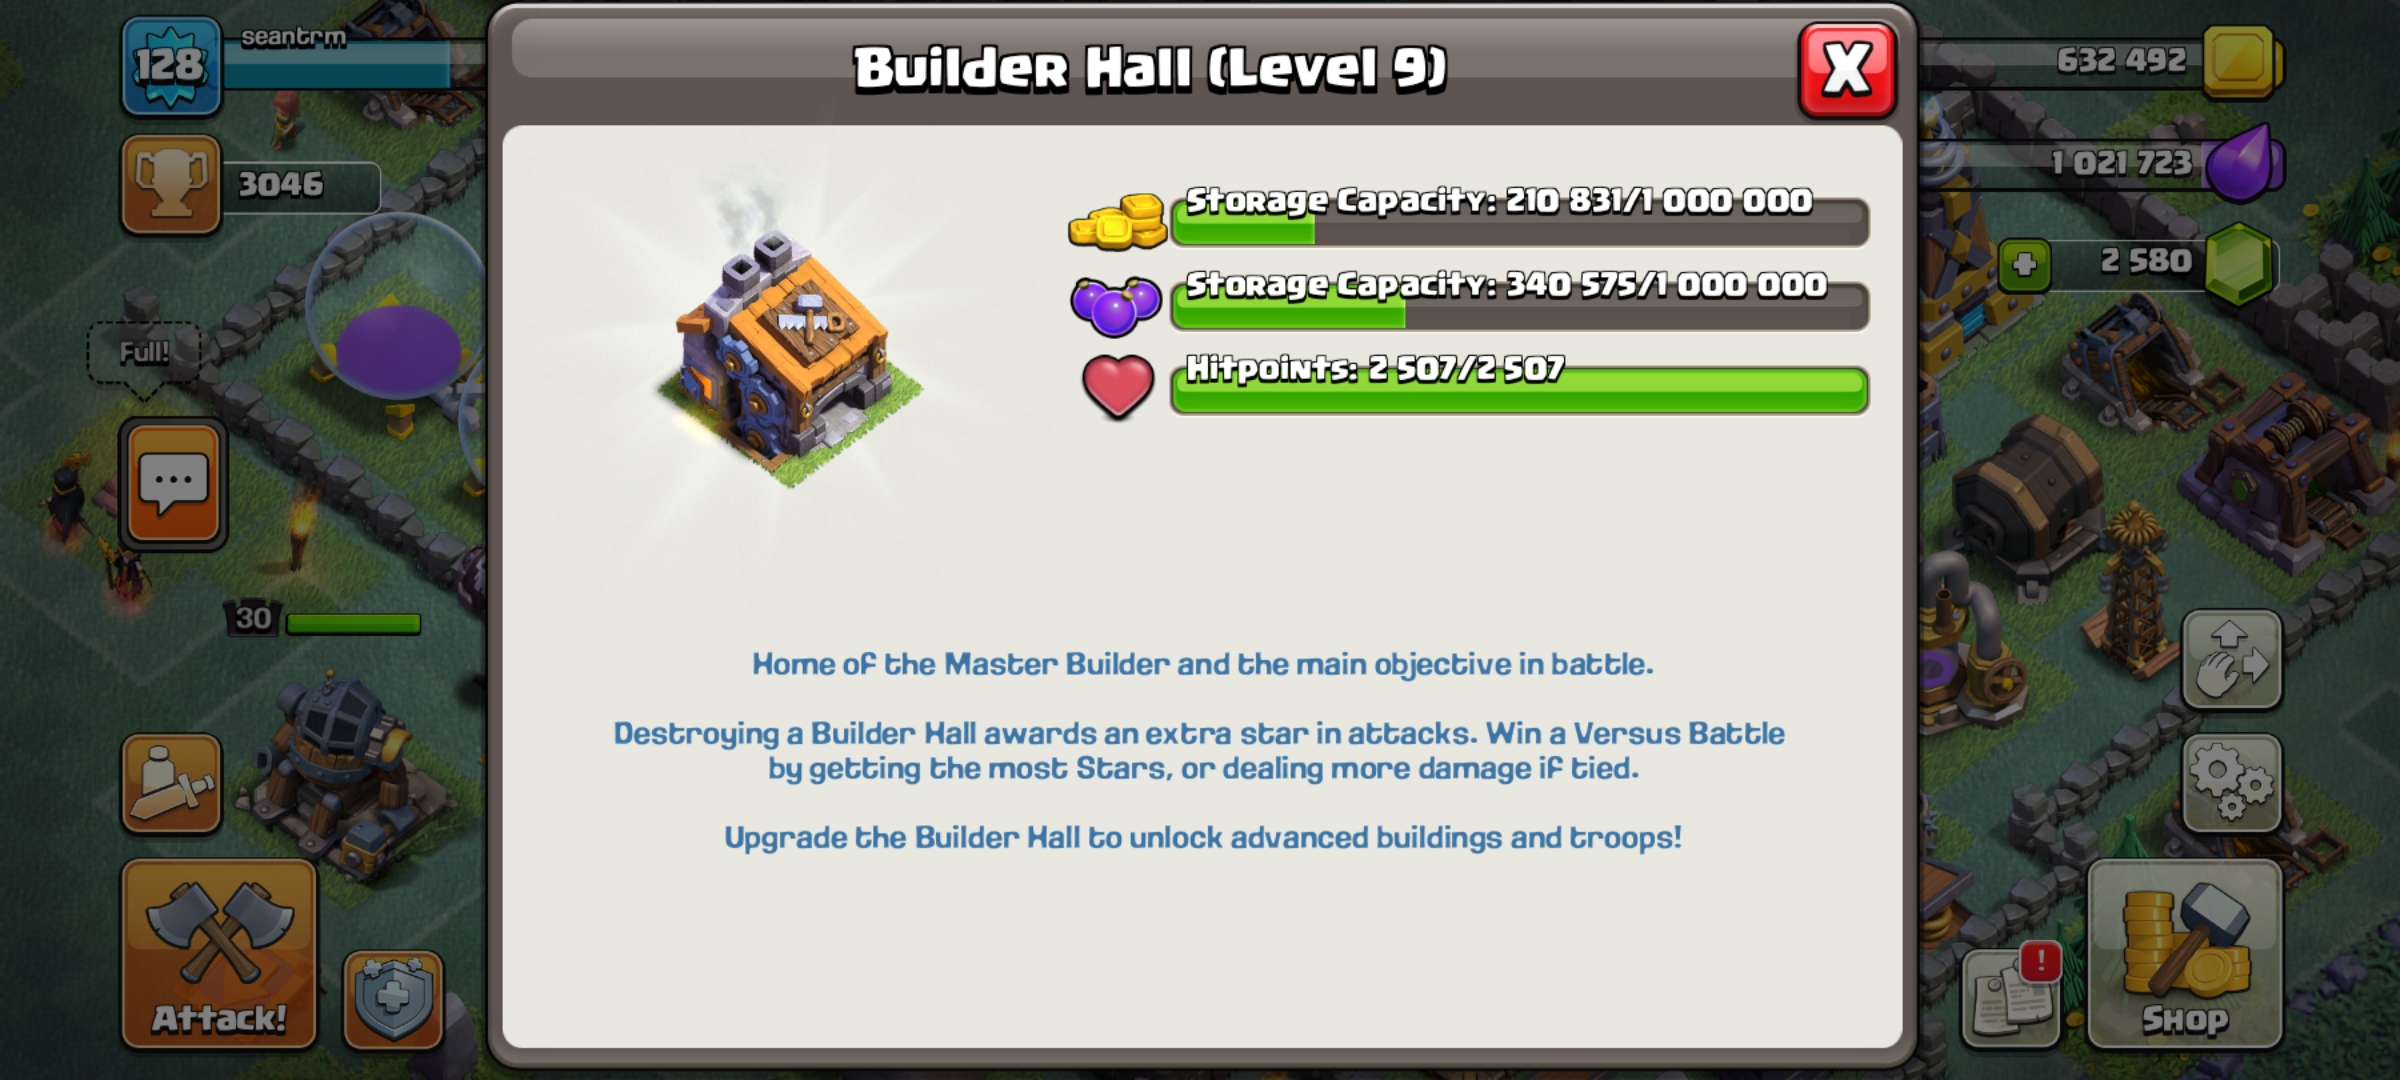 128
seantrm
3046
Full!
30
Attack!
Builder Hall (Level 9)
X
Storage Capacity: 210 831/1 000 000
Storage Capacity: 340 575/1 000 000
Hitpoints: 2 507/2 507
Home of the Master Builder and the main objective in battle.
Destroying a Builder Hall awards an extra star in attacks. Win a Versus Battle
by getting the most Stars, or dealing more damage if tied.
Upgrade the Builder Hall to unlock advanced buildings and troops!
632 492
1 021 723
2 580
!
Shop